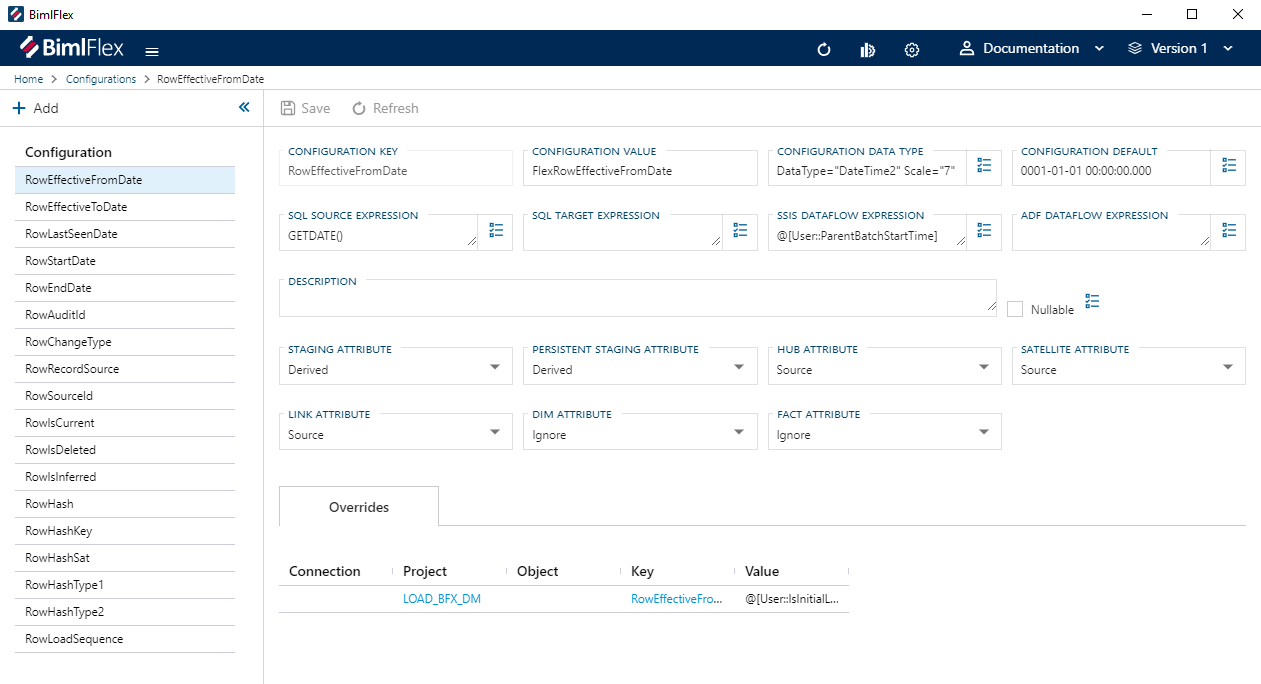 BimlFlex
BimlFlex
Documentation
Version 1
Home > Configurations > RowEffectiveFromDate
Add
Save
Refresh
Configuration
RowEffectiveFromDate
RowEffectiveToDate
RowLastSeenDate
RowStartDate
RowEndDate
RowAuditId
RowChangeType
RowRecordSource
RowSourceId
RowIsCurrent
RowIsDeleted
RowIsInferred
RowHash
RowHashKey
RowHashSat
RowHashType1
RowHashType2
RowLoadSequence
CONFIGURATION KEY
RowEffectiveFromDate
CONFIGURATION VALUE
FlexRowEffectiveFromDate
CONFIGURATION DATA TYPE
DataType="DateTime2" Scale="7"
CONFIGURATION DEFAULT
0001-01-01 00:00:00.000
SQL SOURCE EXPRESSION
GETDATE()
SQL TARGET EXPRESSION
SSIS DATAFLOW EXPRESSION
@[User::ParentBatchStartTime]
ADF DATAFLOW EXPRESSION
DESCRIPTION
Nullable
STAGING ATTRIBUTE
Derived
PERSISTENT STAGING ATTRIBUTE
Derived
HUB ATTRIBUTE
Source
SATELLITE ATTRIBUTE
Source
LINK ATTRIBUTE
Source
DIM ATTRIBUTE
Ignore
FACT ATTRIBUTE
Ignore
Overrides
Connection Project Object Key Value
LOAD_BFX_DM RowEffectiveFro... @[User::IsInitialL...